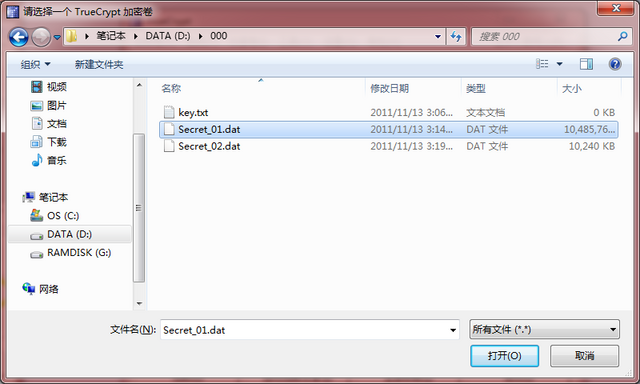 请选择一个 TrueCrypt 加密卷
笔记本 ▸ DATA (D:) ▸ 000
搜索 000
组织 新建文件夹
名称 修改日期 类型 大小
视频
图片
文档
下载
音乐
笔记本
OS (C:)
DATA (D:)
RAMDISK (G:)
网络
key.txt 2011/11/13 3:06... 文本文档 0 KB
Secret_01.dat 2011/11/13 3:14... DAT 文件 10,485,76...
Secret_02.dat 2011/11/13 3:19... DAT 文件 10,240 KB
文件名(N): Secret_01.dat 所有文件 (*.*)
打开(O) 取消